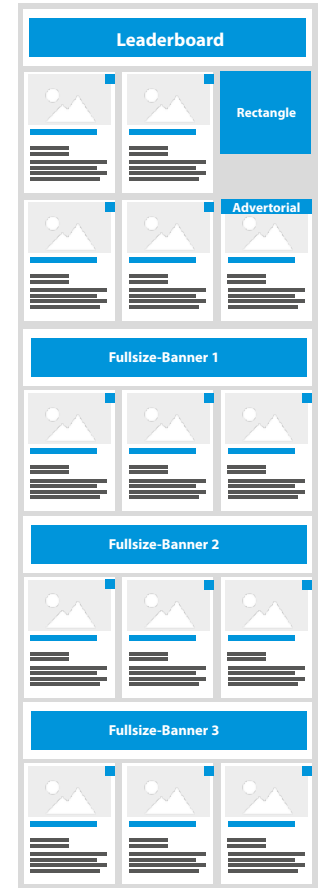 Leaderboard
Rectangle
Advertorial
Fullsize-Banner 1
Fullsize-Banner 2
Fullsize-Banner 3